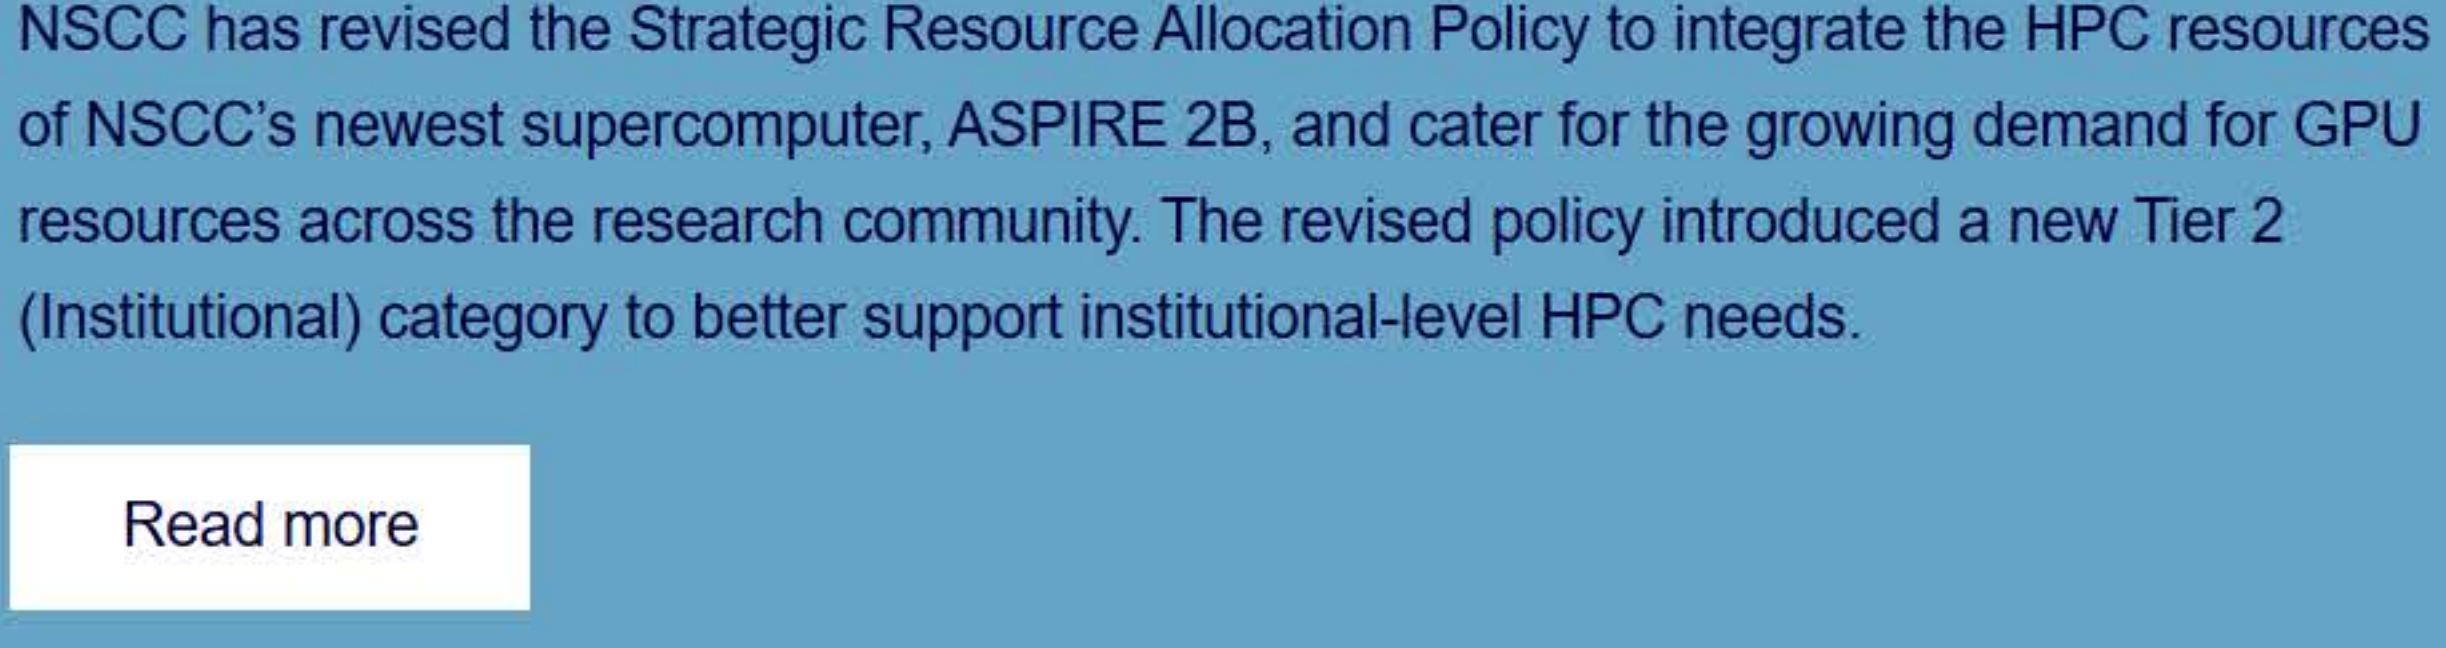 NSCC has revised the Strategic Resource Allocation Policy to integrate the HPC resources
of NSCC’s newest supercomputer, ASPIRE 2B, and cater for the growing demand for GPU
resources across the research community. The revised policy introduced a new Tier 2
(Institutional) category to better support institutional-level HPC needs.
Read more